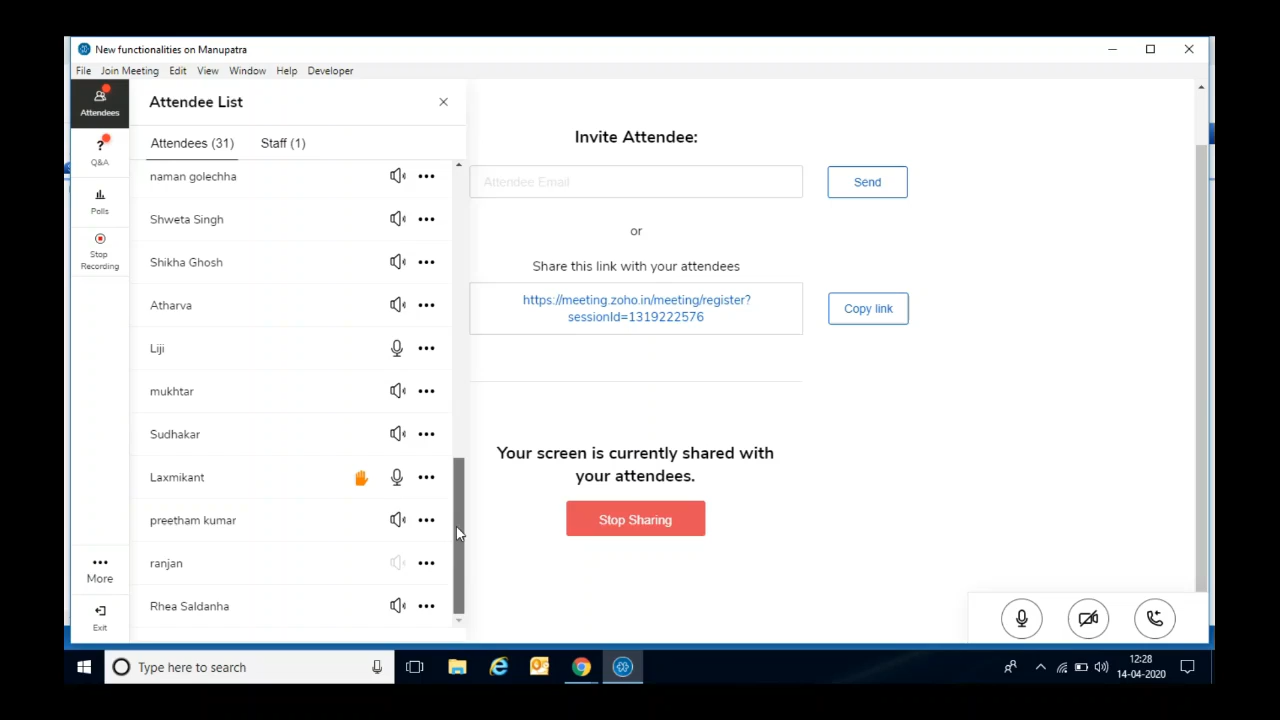 New functionalities on Manupatra
File Join Meeting Edit View Window Help Developer
Attendees
Q&A
Polls
Stop
Recording
More
Exit
Attendee List
Attendees (31) Staff (1)
naman golechha
Shweta Singh
Shikha Ghosh
Atharva
Liji
mukhtar
Sudhakar
Laxmikant
preetham kumar
ranjan
Rhea Saldanha
Invite Attendee:
Attendee Email
Send
or
Share this link with your attendees
https://meeting.zoho.in/meeting/register?
sessionId=1319222576
Copy link
Your screen is currently shared with
your attendees.
Stop Sharing
Type here to search
12:28
14-04-2020